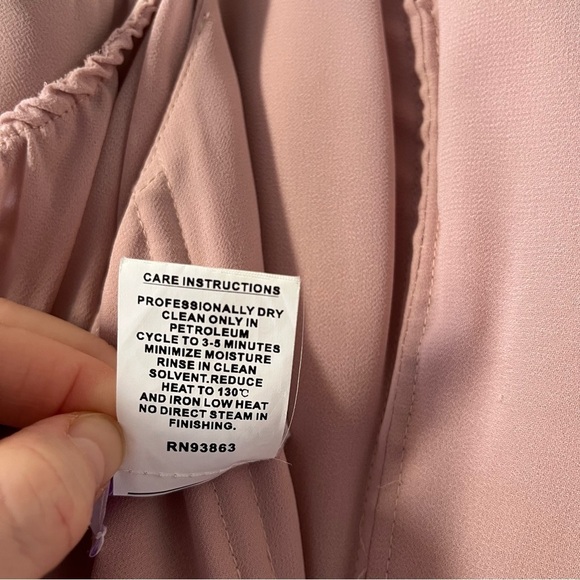 CARE INSTRUCTIONS
PROFESSIONALLY DRY
CLEAN ONLY IN
PETROLEUM
CYCLE TO 3-5 MINUTES
MINIMIZE MOISTURE
RINSE IN CLEAN
SOLVENT.REDUCE
HEAT TO 130℃
AND IRON LOW HEAT
NO DIRECT STEAM IN
FINISHING.
RN93863